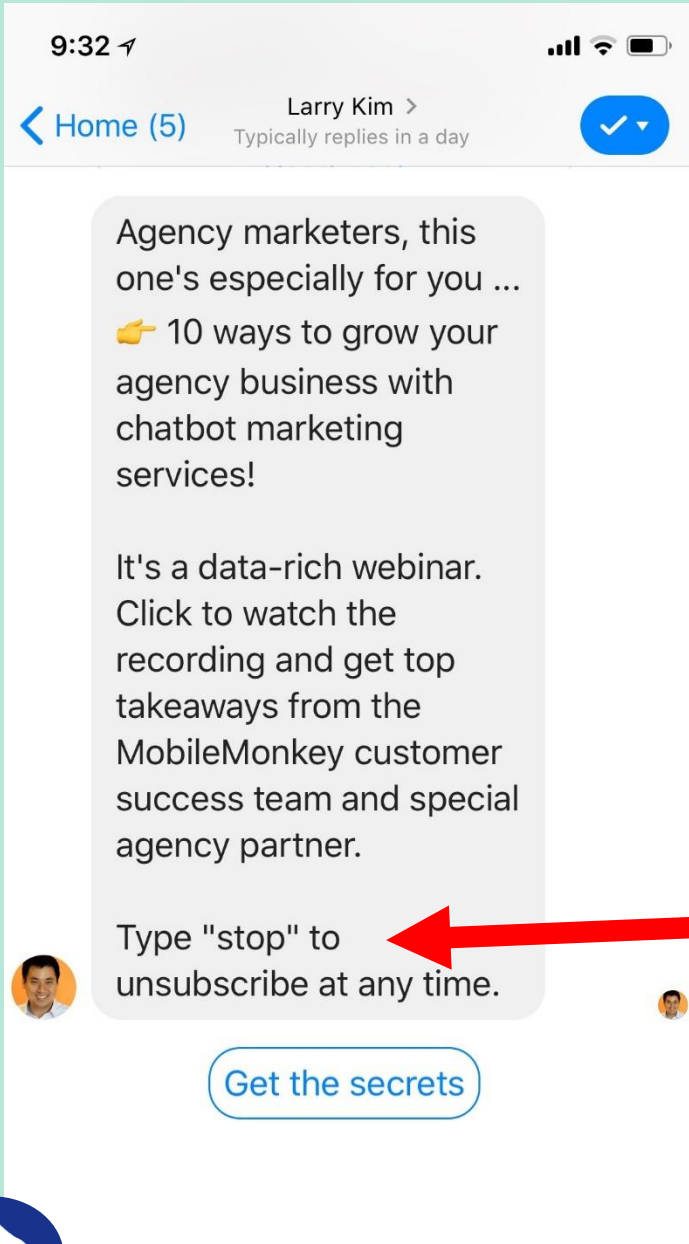 9:32
Home (5)
Larry Kim >
Typically replies in a day
Agency marketers, this
one's especially for you ...
👉 10 ways to grow your
agency business with
chatbot marketing
services!
It's a data-rich webinar.
Click to watch the
recording and get top
takeaways from the
MobileMonkey customer
success team and special
agency partner.
Type "stop" to
unsubscribe at any time.
Get the secrets